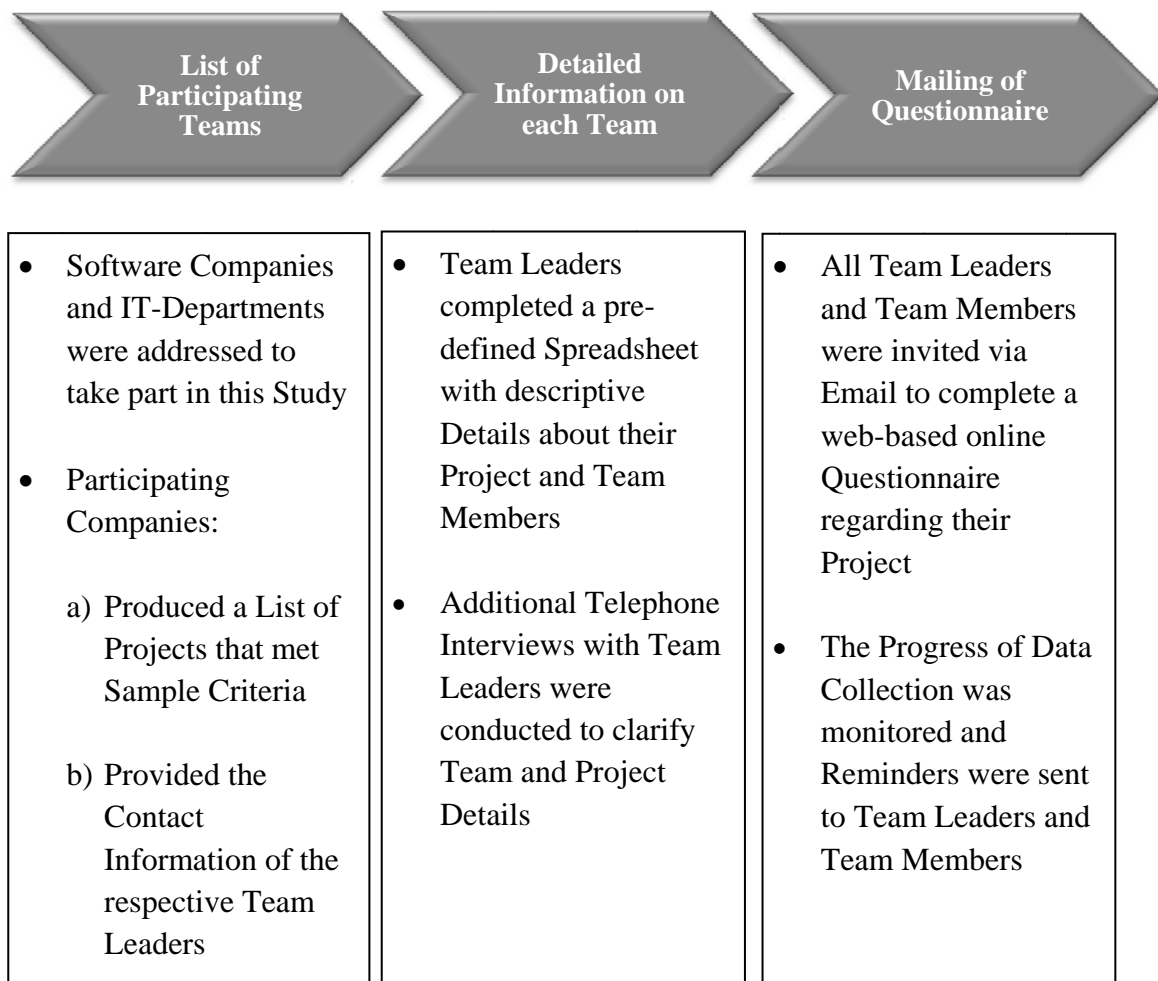 List of
Participating
Teams
Detailed
Information on
each Team
Mailing of
Questionnaire
• Software Companies
and IT-Departments
were addressed to
take part in this Study
• Participating
Companies:
a) Produced a List of
Projects that met
Sample Criteria
b) Provided the
Contact
Information of the
respective Team
Leaders
• Team Leaders
completed a pre-
defined Spreadsheet
with descriptive
Details about their
Project and Team
Members
• Additional Telephone
Interviews with Team
Leaders were
conducted to clarify
Team and Project
Details
• All Team Leaders
and Team Members
were invited via
Email to complete a
web-based online
Questionnaire
regarding their
Project
• The Progress of Data
Collection was
monitored and
Reminders were sent
to Team Leaders and
Team Members